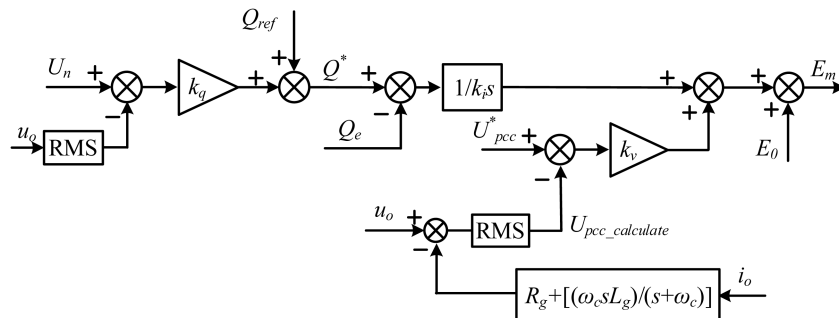 Q_ref
U_n + k_q + + Q* + 1/k_i s + + E_m
− − + +
u_o RMS Q_e U*_pcc + k_v E_0
−
u_o + RMS U_pcc_calculate
−
R_g+[(ω_c sL_g)/(s+ω_c)] i_o